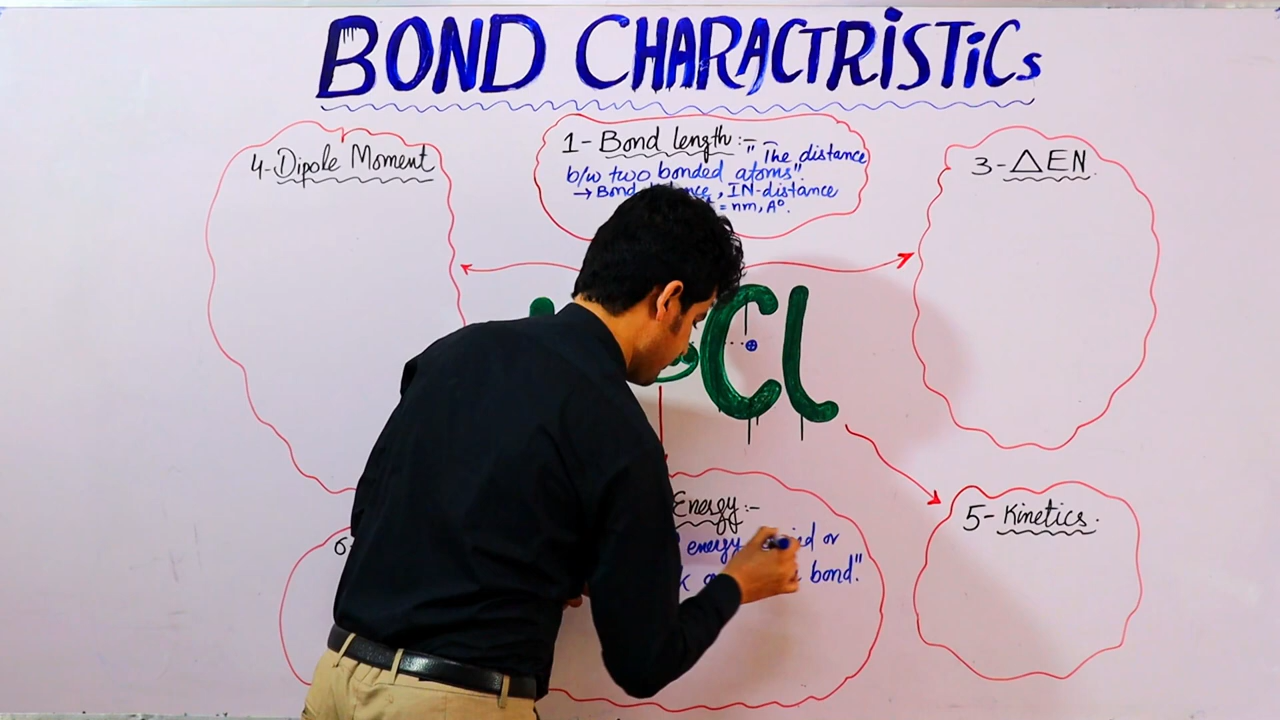 BOND CHARACTRISTICs
4-Dipole Moment
1- Bond length :- "The distance
b/w two bonded atoms".
→ Bond , IN-distance
= nm, A°.
3- ΔEN
Cl
Energy :-
energy or
bond".
5- Kinetics.
6